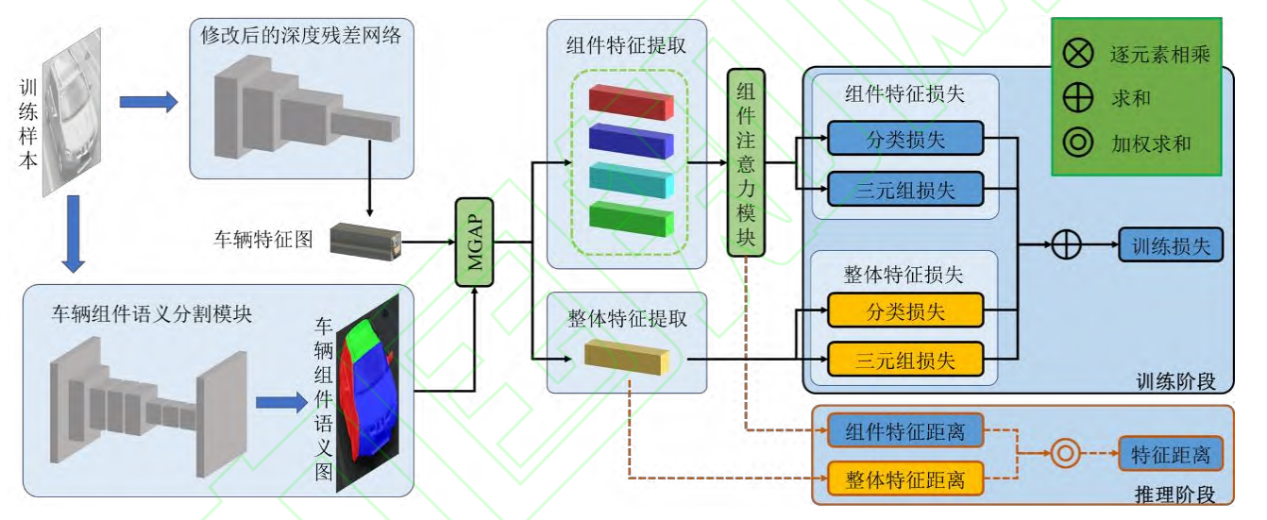 训练样本
修改后的深度残差网络
车辆特征图
车辆组件语义分割模块
车辆组件语义图
MGAP
组件特征提取
整体特征提取
组件注意力模块
组件特征损失
分类损失
三元组损失
整体特征损失
分类损失
三元组损失
训练损失
训练阶段
逐元素相乘
求和
加权求和
组件特征距离
整体特征距离
特征距离
推理阶段